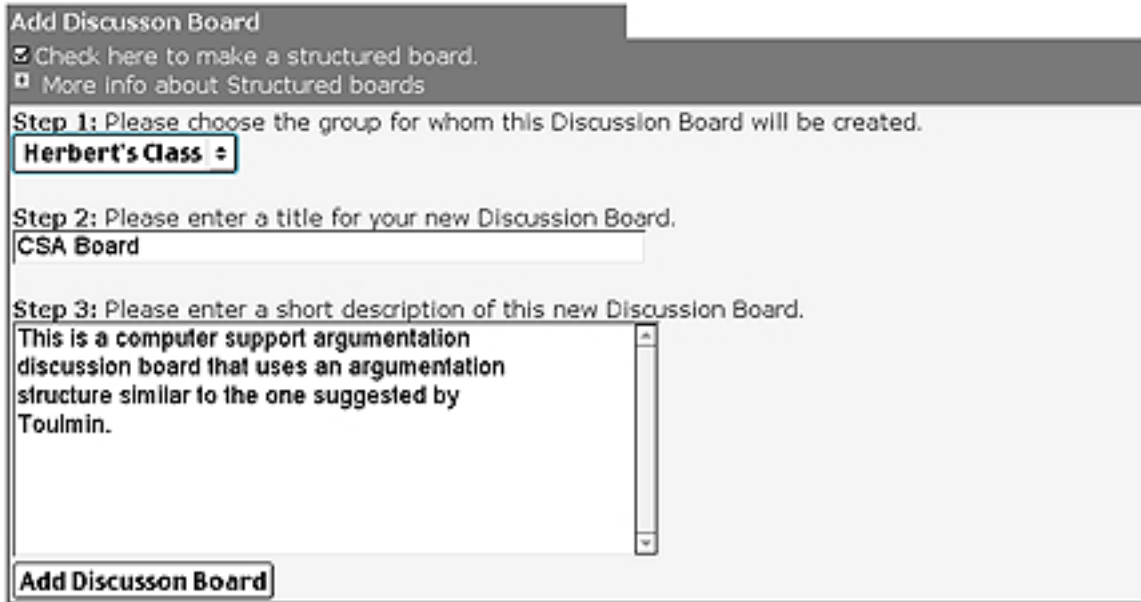 Add Discusson Board
Check here to make a structured board.
More info about Structured boards
Step 1: Please choose the group for whom this Discussion Board will be created.
Herbert's Class
Step 2: Please enter a title for your new Discussion Board.
CSA Board
Step 3: Please enter a short description of this new Discussion Board.
This is a computer support argumentation
discussion board that uses an argumentation
structure similar to the one suggested by
Toulmin.
Add Discusson Board